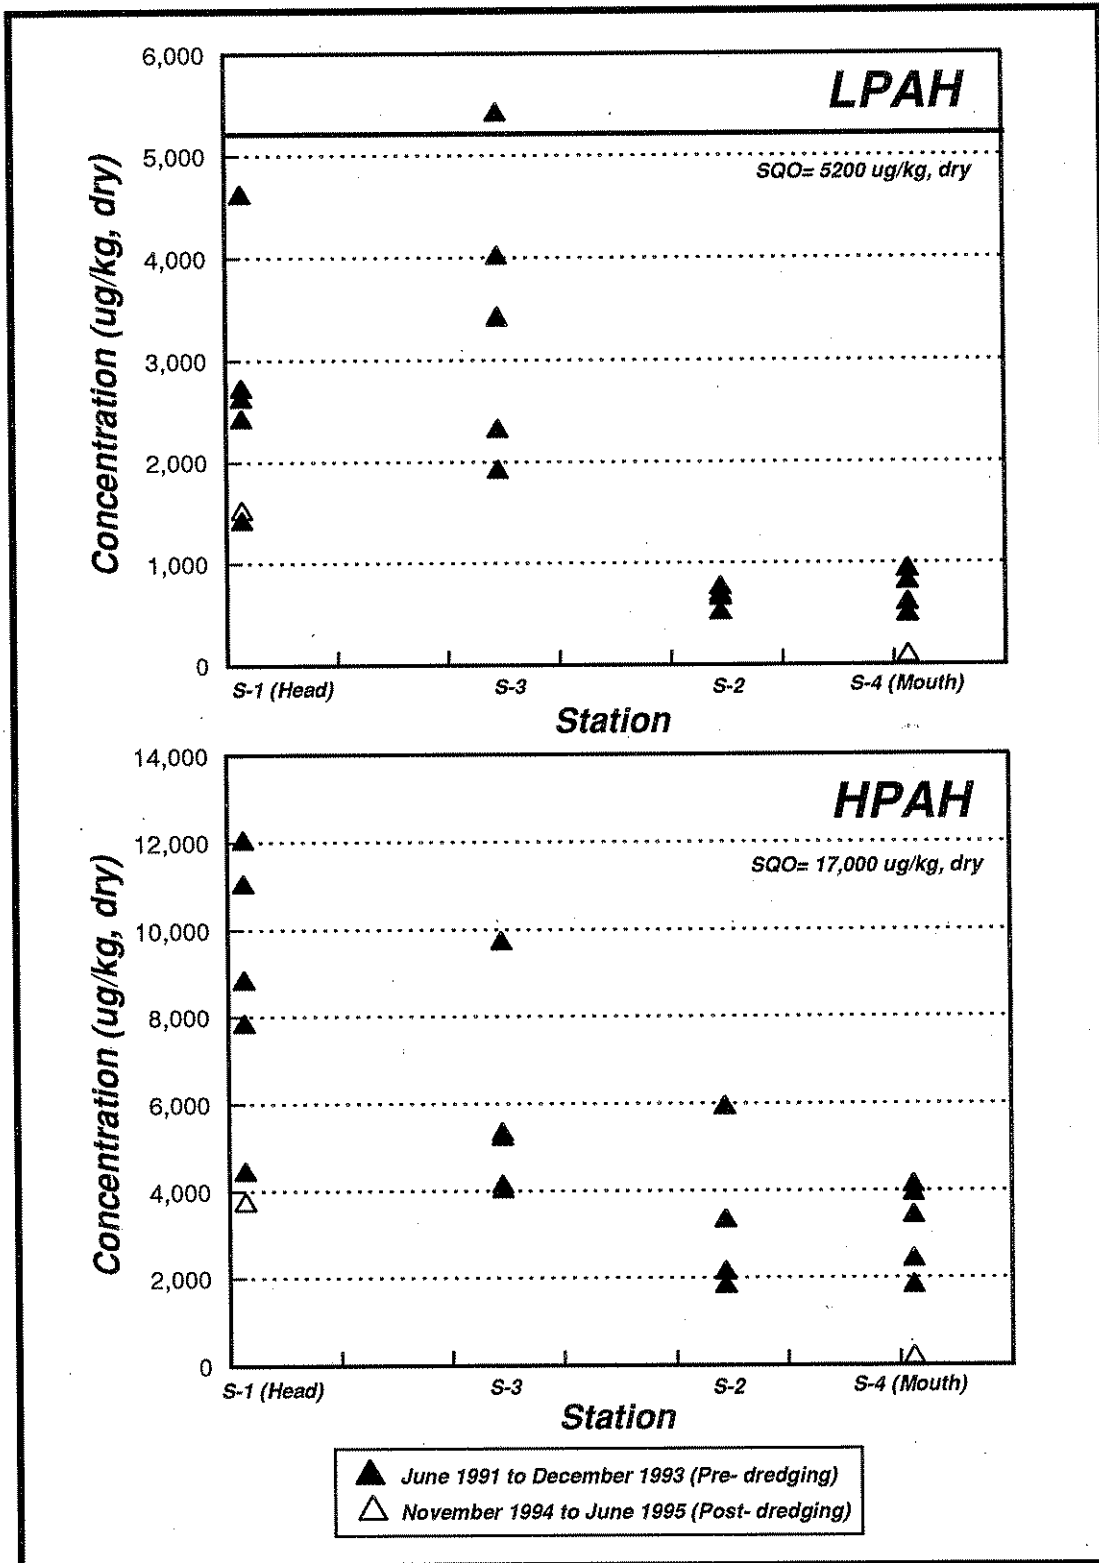 6,000
LPAH
5,000
SQO= 5200 ug/kg, dry
4,000
3,000
2,000
1,000
0
Concentration (ug/kg, dry)
S-1 (Head) S-3 S-2 S-4 (Mouth)
Station
14,000
HPAH
12,000
SQO= 17,000 ug/kg, dry
10,000
8,000
6,000
4,000
2,000
0
Concentration (ug/kg, dry)
S-1 (Head) S-3 S-2 S-4 (Mouth)
Station
June 1991 to December 1993 (Pre- dredging)
November 1994 to June 1995 (Post- dredging)